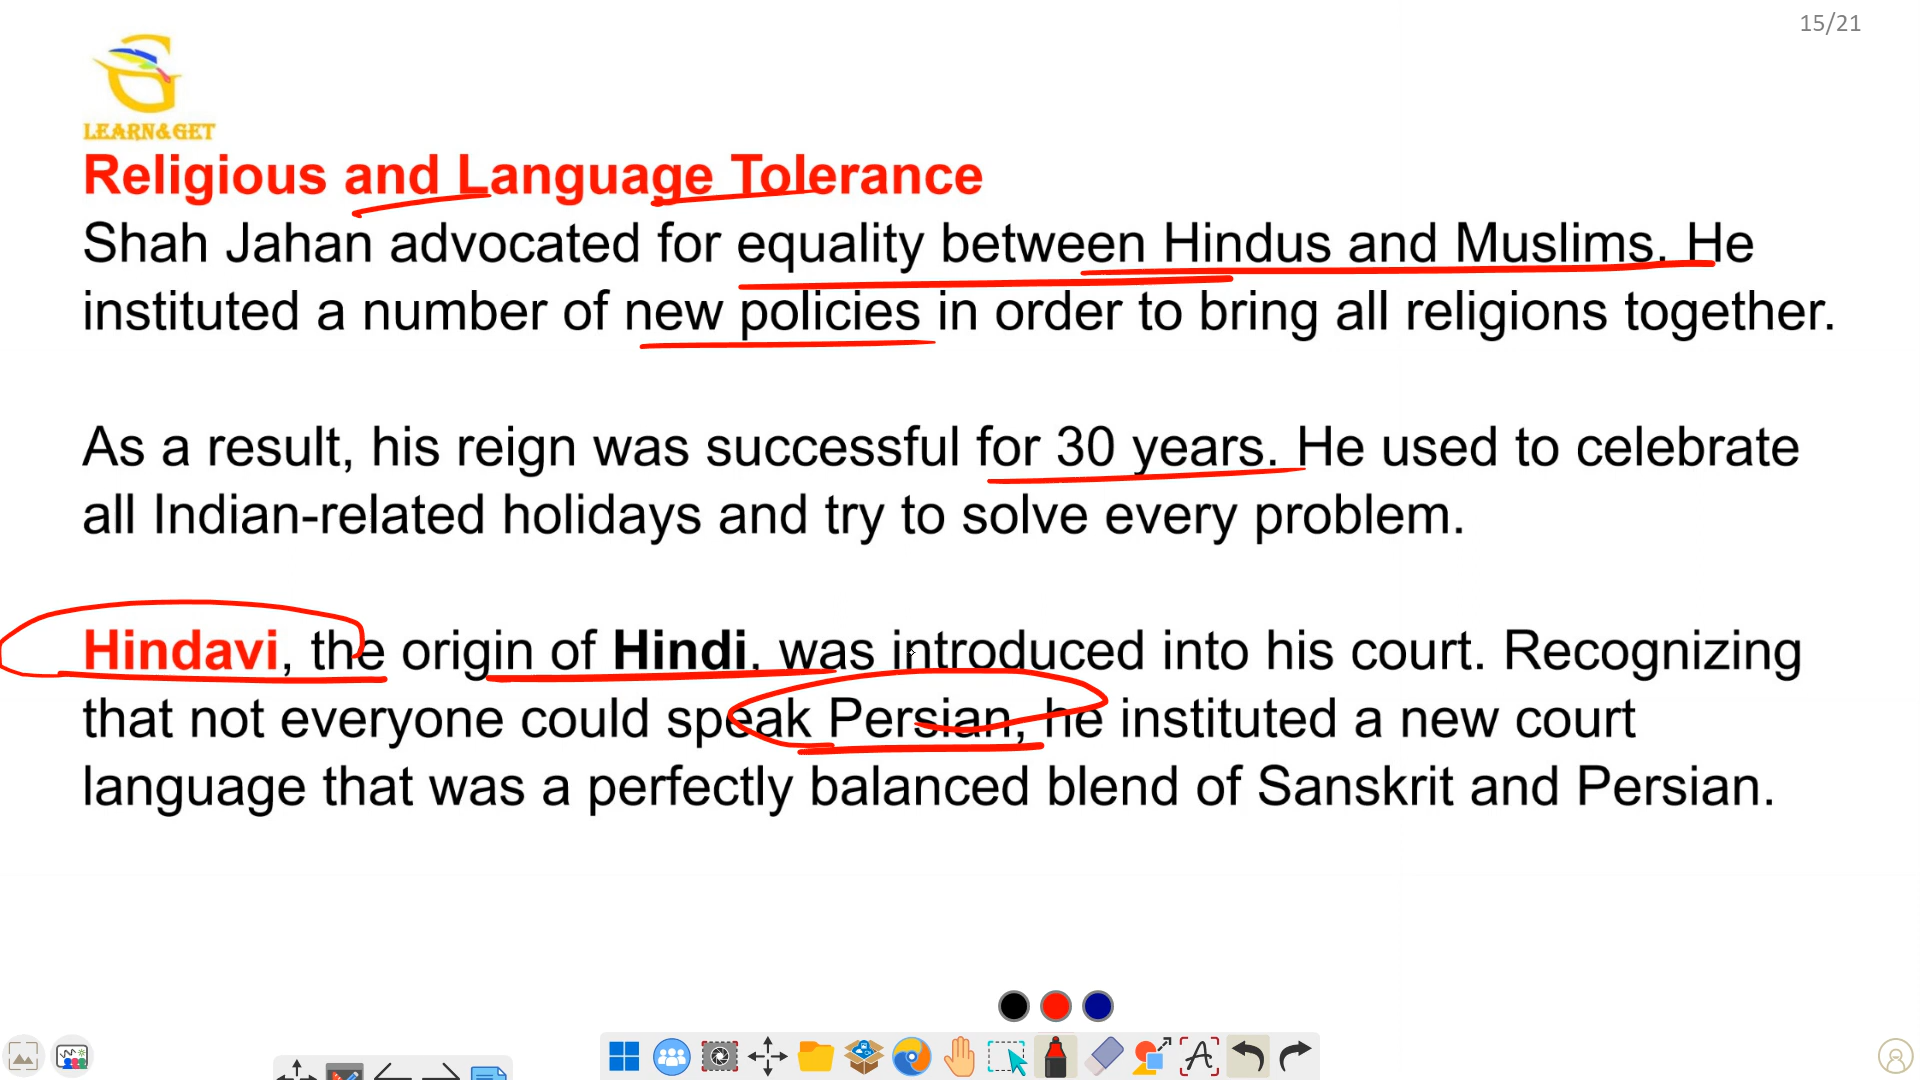 15/21
LEARN&GET
Religious and Language Tolerance
Shah Jahan advocated for equality between Hindus and Muslims. He
instituted a number of new policies in order to bring all religions together.
As a result, his reign was successful for 30 years. He used to celebrate
all Indian-related holidays and try to solve every problem.
Hindavi, the origin of Hindi, was introduced into his court. Recognizing
that not everyone could speak Persian, he instituted a new court
language that was a perfectly balanced blend of Sanskrit and Persian.